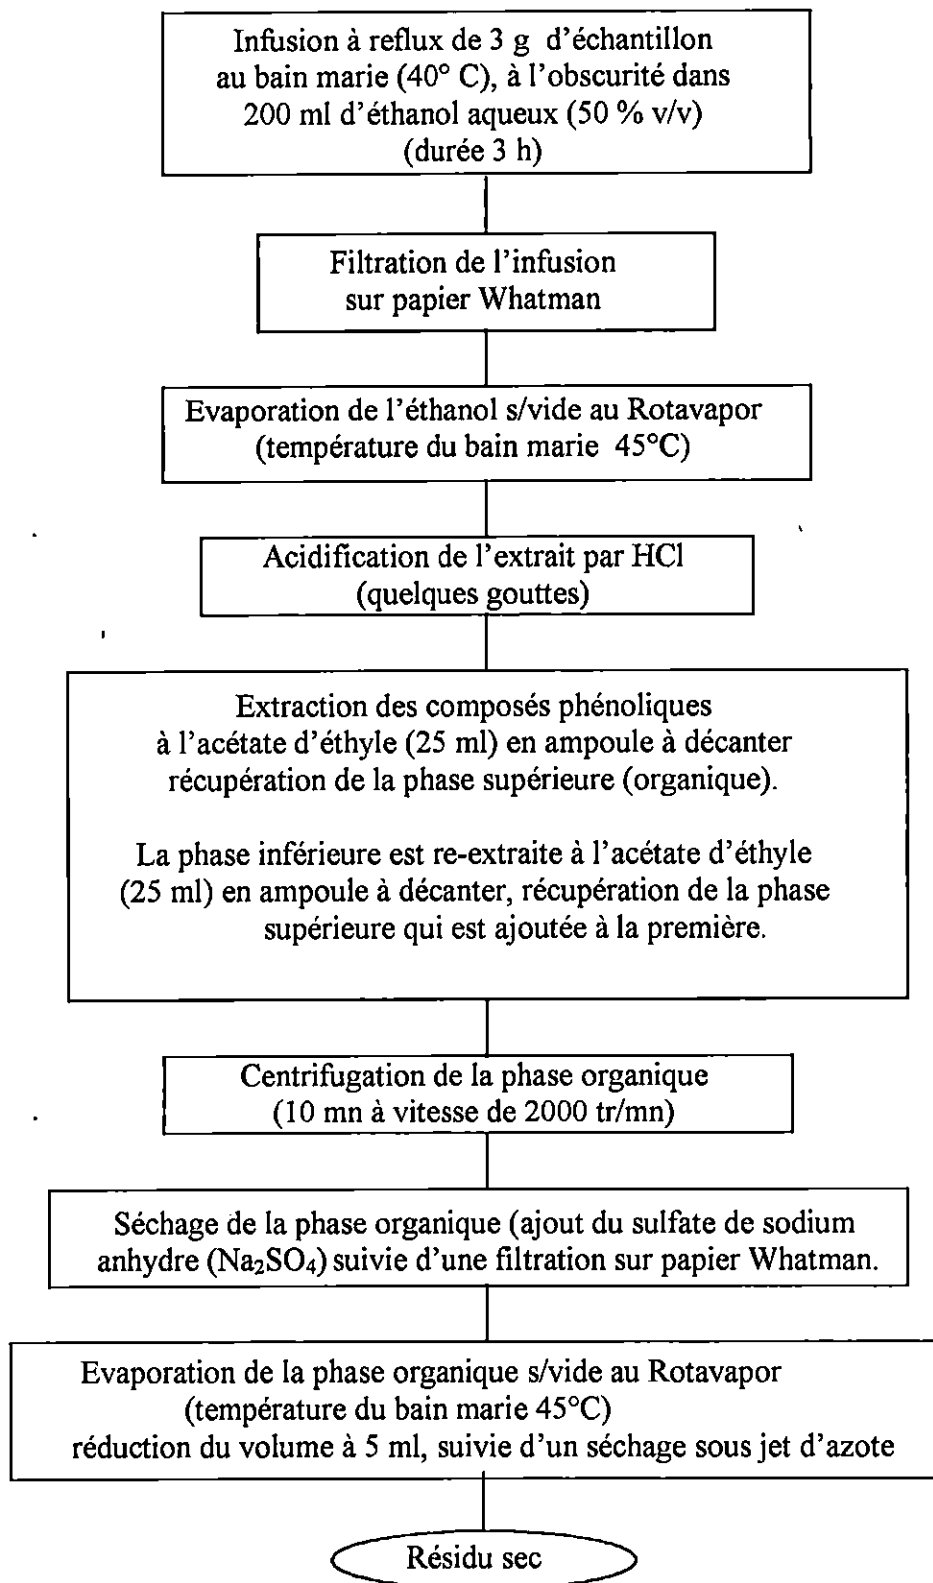 Infusion à reflux de 3 g d'échantillon
au bain marie (40° C), à l'obscurité dans
200 ml d'éthanol aqueux (50 % v/v)
(durée 3 h)
Filtration de l'infusion
sur papier Whatman
Evaporation de l'éthanol s/vide au Rotavapor
(température du bain marie 45°C)
Acidification de l'extrait par HCl
(quelques gouttes)
Extraction des composés phénoliques
à l'acétate d'éthyle (25 ml) en ampoule à décanter
récupération de la phase supérieure (organique).
La phase inférieure est re-extraite à l'acétate d'éthyle
(25 ml) en ampoule à décanter, récupération de la phase
supérieure qui est ajoutée à la première.
Centrifugation de la phase organique
(10 mn à vitesse de 2000 tr/mn)
Séchage de la phase organique (ajout du sulfate de sodium
anhydre (Na₂SO₄) suivie d'une filtration sur papier Whatman.
Evaporation de la phase organique s/vide au Rotavapor
(température du bain marie 45°C)
réduction du volume à 5 ml, suivie d'un séchage sous jet d'azote
Résidu sec